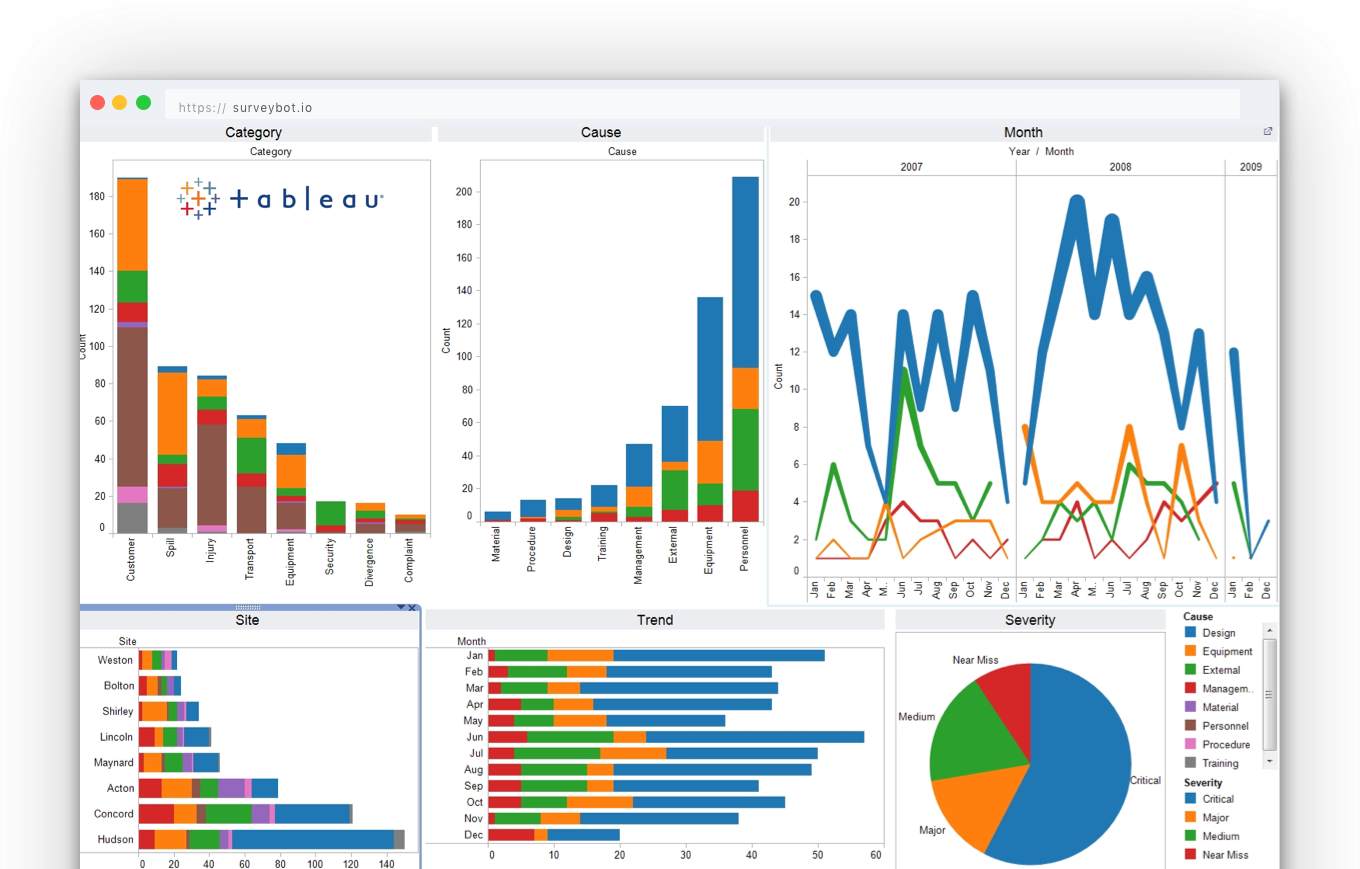 https:// surveybot.io
Category
Category
+ableau
Count
180
160
140
120
100
80
60
40
20
0
Customer
Spill
Injury
Transport
Equipment
Security
Divergence
Complaint
Cause
Cause
Count
200
180
160
140
120
100
80
60
40
20
0
Material
Procedure
Design
Training
Management
External
Equipment
Personnel
Month
Year / Month
2007 2008 2009
Count
20
18
16
14
12
10
8
6
4
2
0
Jan Feb Mar Apr M.. Jun Jul Aug Sep Oct Nov Dec Jan Feb Mar Apr M.. Jun Jul Aug Sep Oct Nov Dec Jan Feb Dec
Site
Site
Weston
Bolton
Shirley
Lincoln
Maynard
Acton
Concord
Hudson
0 20 40 60 80 100 120 140
Trend
Month
Jan
Feb
Mar
Apr
May
Jun
Jul
Aug
Sep
Oct
Nov
Dec
0 10 20 30 40 50 60
Severity
Near Miss
Medium
Major
Critical
Cause
Design
Equipment
External
Managem..
Material
Personnel
Procedure
Training
Severity
Critical
Major
Medium
Near Miss